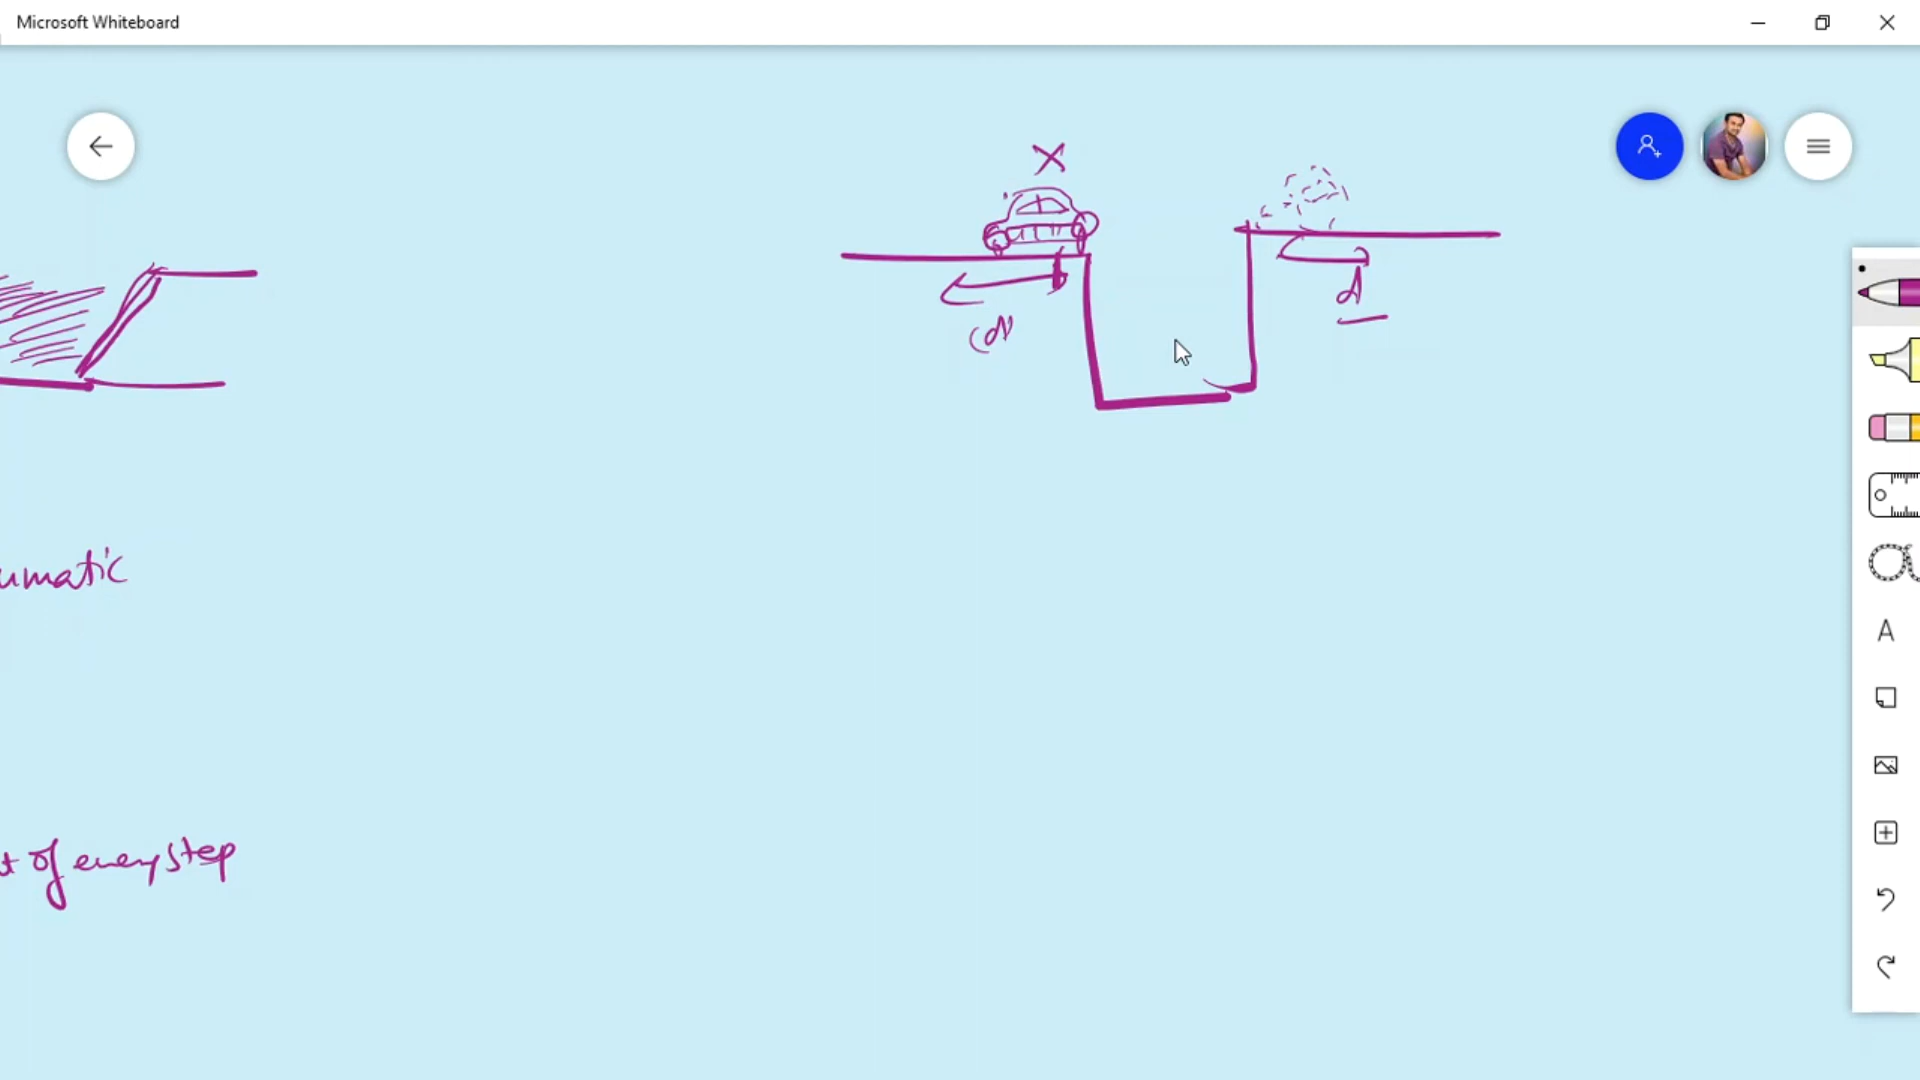 Microsoft Whiteboard
X
d
(d)
umatic
t of every step